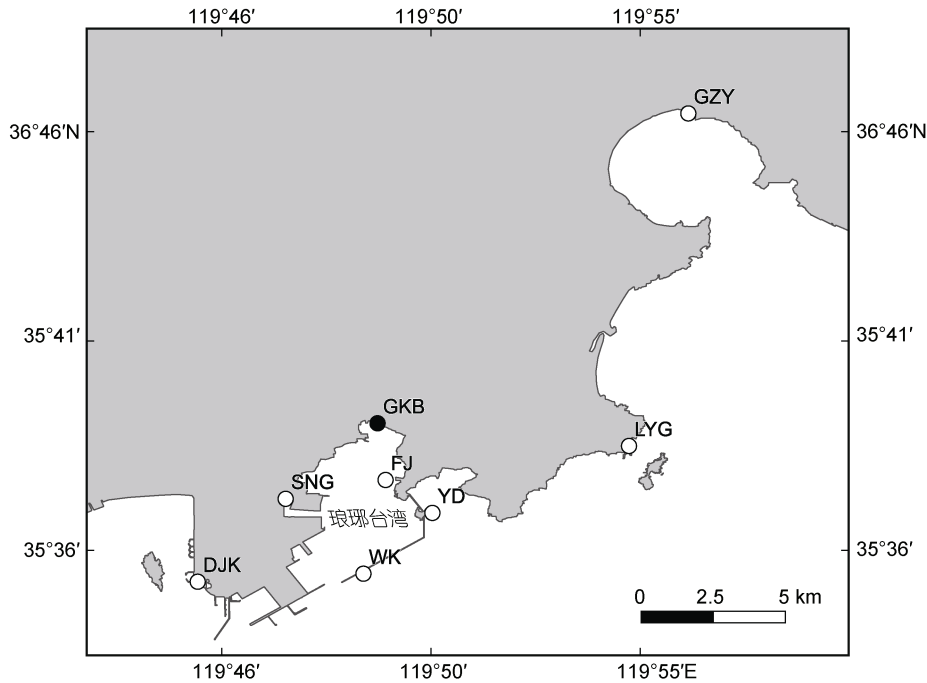 119°46′ 119°50′ 119°55′
GZY
36°46′N 36°46′N
35°41′ 35°41′
GKB
LYG
FJ
SNG
YD
琅琊台湾
35°36′ 35°36′
WK
DJK
0 2.5 5 km
119°46′ 119°50′ 119°55′E